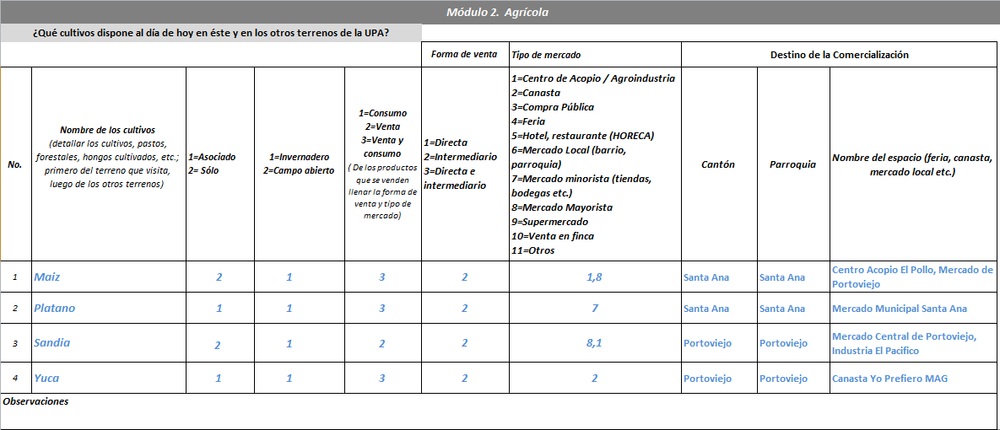 Módulo 2. Agrícola
¿Qué cultivos dispone al día de hoy en éste y en los otros terrenos de la UPA?
Forma de venta
Tipo de mercado
Destino de la Comercialización
No.
Nombre de los cultivos
(detallar los cultivos, pastos,
forestales, hongos cultivados, etc.;
primero del terreno que visita,
luego de los otros terrenos)
1=Asociado
2= Sólo
1=Invernadero
2=Campo abierto
1=Consumo
2=Venta
3=Venta y
consumo
( De los productos
que se venden
llenar la forma de
venta y tipo de
mercado)
1=Directa
2=Intermediario
3=Directa e
intermediario
1=Centro de Acopio / Agroindustria
2=Canasta
3=Compra Pública
4=Feria
5=Hotel, restaurante (HORECA)
6=Mercado Local (barrio,
parroquia)
7=Mercado minorista (tiendas,
bodegas etc.)
8=Mercado Mayorista
9=Supermercado
10=Venta en finca
11=Otros
Cantón
Parroquia
Nombre del espacio (feria, canasta,
mercado local etc.)
1 Maiz 2 1 3 2 1,8 Santa Ana Santa Ana Centro Acopio El Pollo, Mercado de
Portoviejo
2 Platano 1 1 3 2 7 Santa Ana Santa Ana Mercado Municipal Santa Ana
3 Sandia 2 1 2 2 8,1 Portoviejo Portoviejo Mercado Central de Portoviejo,
Industria El Pacifico
4 Yuca 1 1 3 2 2 Portoviejo Portoviejo Canasta Yo Prefiero MAG
Observaciones